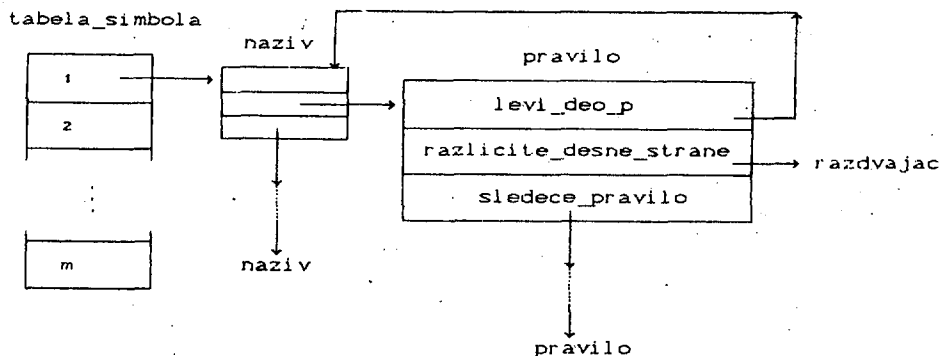 tabela_simbola
naziv
pravilo
1
levi_deo_p
2
razlicite_desne_strane
razdvajac
sledece_pravilo
m
naziv
pravilo